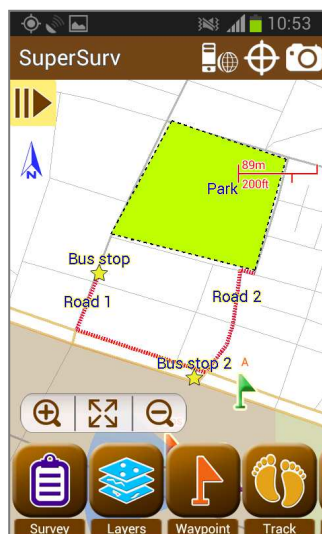 10:53
SuperSurv
N
89m
200ft
Park
Bus stop
Road 1
Road 2
Bus stop 2
A
Survey
Layers
Waypoint
Track